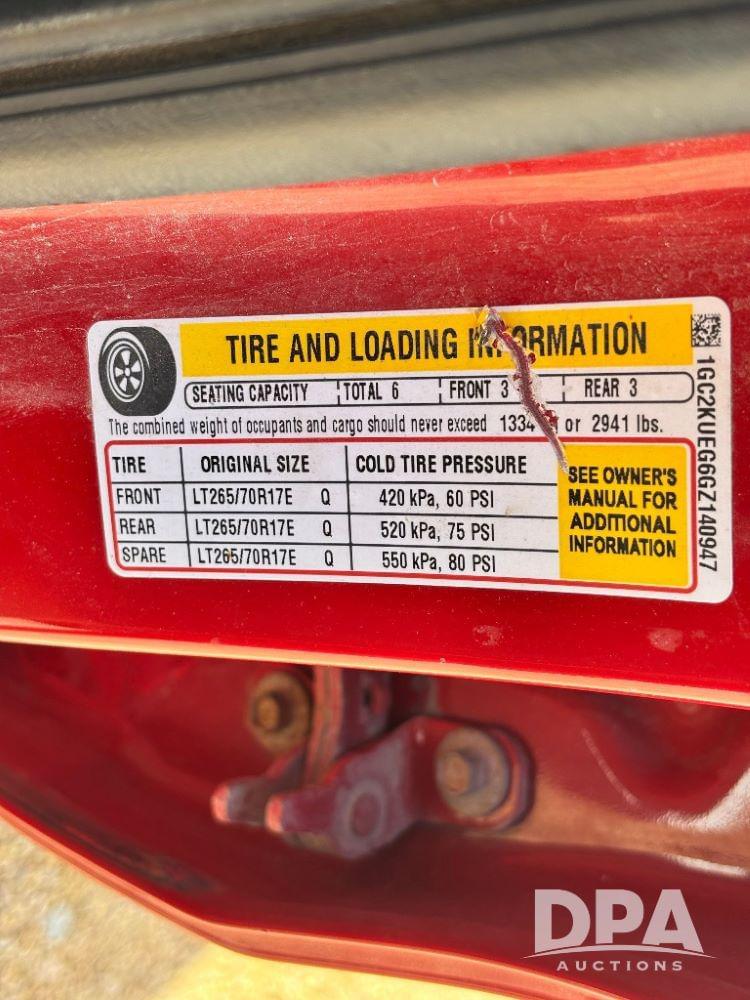 TIRE AND LOADING INFORMATION
SEATING CAPACITY TOTAL 6 FRONT 3 REAR 3
The combined weight of occupants and cargo should never exceed 1334 or 2941 lbs.
TIRE ORIGINAL SIZE COLD TIRE PRESSURE
FRONT LT265/70R17E Q 420 kPa, 60 PSI
REAR LT265/70R17E Q 520 kPa, 75 PSI
SPARE LT265/70R17E Q 550 kPa, 80 PSI
SEE OWNER'S
MANUAL FOR
ADDITIONAL
INFORMATION
1GC2KUEG6GZ140947
DPA
AUCTIONS